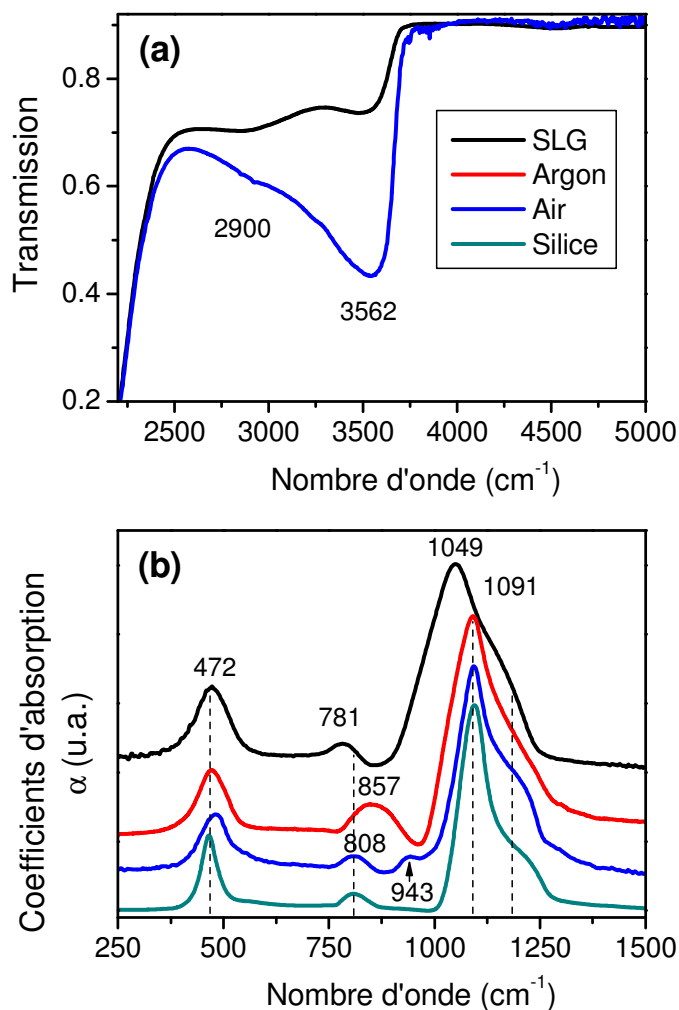 (a)
Transmission
0.8
0.6
0.4
0.2
SLG
Argon
Air
Silice
2900
3562
2500 3000 3500 4000 4500 5000
Nombre d'onde (cm⁻¹)
(b)
Coefficients d'absorption
α (u.a.)
1049
1091
472
781
857
808
943
250 500 750 1000 1250 1500
Nombre d'onde (cm⁻¹)